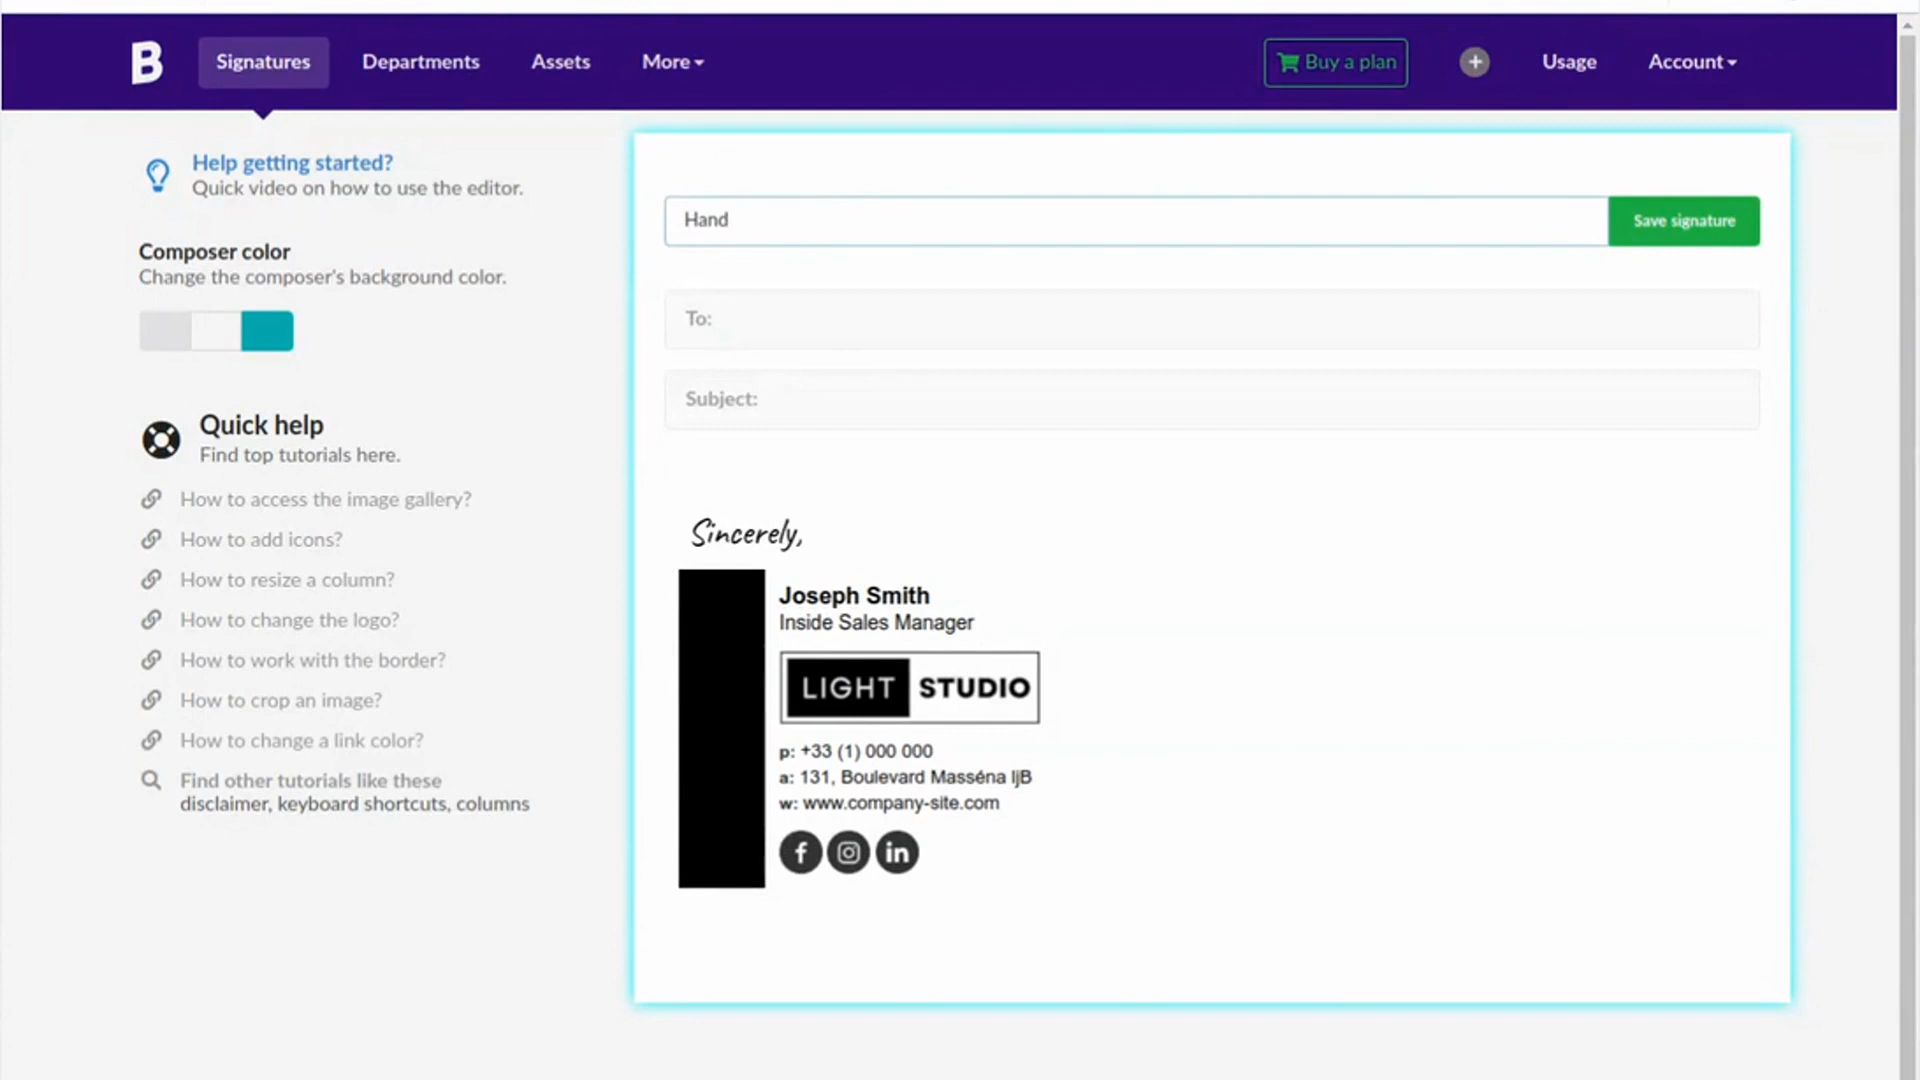 B Signatures Departments Assets More Buy a plan + Usage Account
Help getting started?
Quick video on how to use the editor.
Composer color
Change the composer's background color.
Quick help
Find top tutorials here.
How to access the image gallery?
How to add icons?
How to resize a column?
How to change the logo?
How to work with the border?
How to crop an image?
How to change a link color?
Find other tutorials like these
disclaimer, keyboard shortcuts, columns
Hand Save signature
To:
Subject:
Sincerely,
Joseph Smith
Inside Sales Manager
LIGHT STUDIO
p: +33 (1) 000 000
a: 131, Boulevard Masséna ljB
w: www.company-site.com
f in